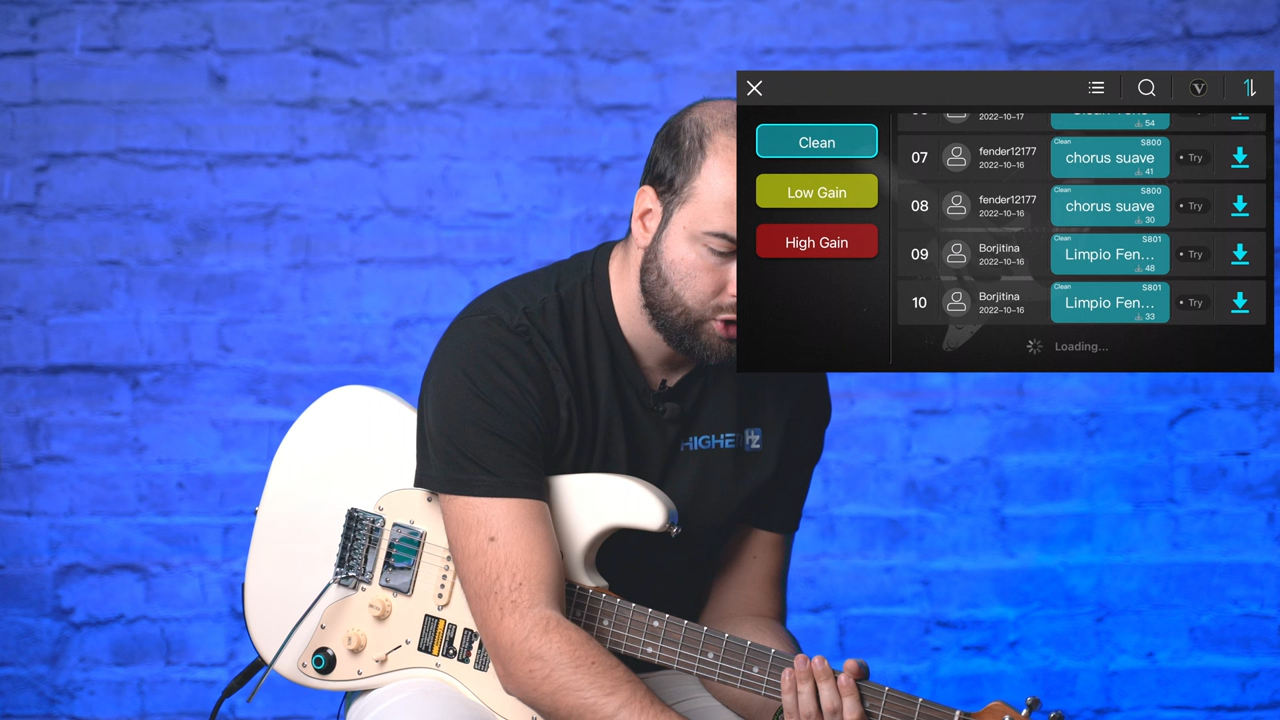 2022-10-17
54
Clean
Low Gain
High Gain
07
fender12177
2022-10-16
Clean
S800
chorus suave
41
• Try
08
fender12177
2022-10-16
Clean
S800
chorus suave
30
• Try
09
Borjitina
2022-10-16
Clean
S801
Limpio Fen...
48
• Try
10
Borjitina
2022-10-16
Clean
S801
Limpio Fen...
33
• Try
Loading...
HIGHE
HZ